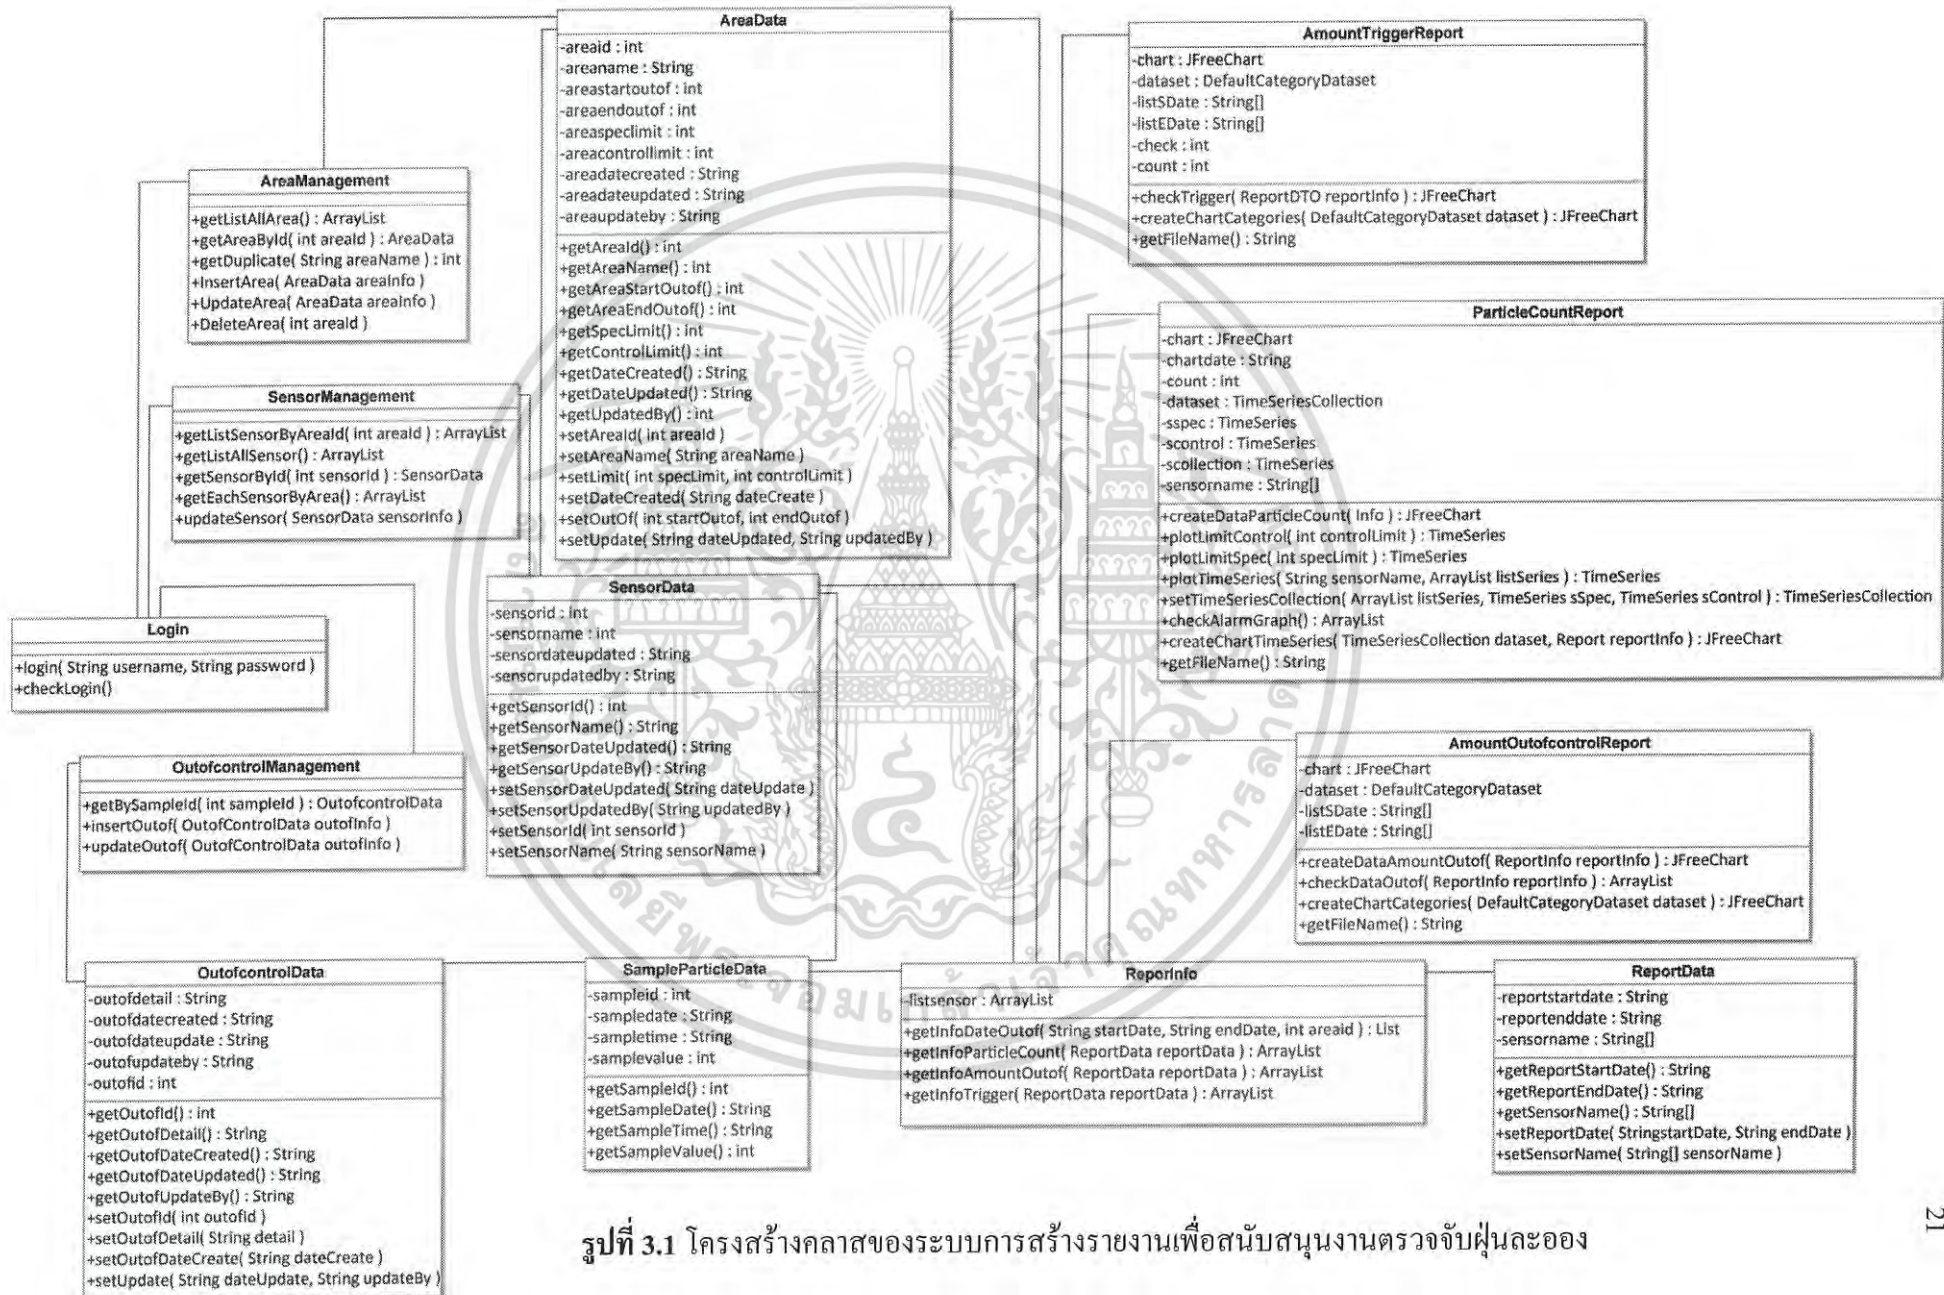 AreaData
-areaid : int
-areaname : String
-areastartoutof : int
-areaendoutof : int
-areaspeclimit : int
-areacontrollimit : int
-areadatecreated : String
-areadateupdated : String
-areaupdateby : String
+getAreaId() : int
+getAreaName() : int
+getAreaStartOutof() : int
+getAreaEndOutof() : int
+getSpecLimit() : int
+getControlLimit() : int
+getDateCreated() : String
+getDateUpdated() : String
+getUpdatedBy() : int
+setAreaId( int areaId )
+setAreaName( String areaName )
+setLimit( int specLimit, int controlLimit )
+setDateCreated( String dateCreate )
+setOutOf( int startOutof, int endOutof )
+setUpdate( String dateUpdated, String updatedBy )
AmountTriggerReport
-chart : JFreeChart
-dataset : DefaultCategoryDataset
-listSDate : String[]
-listEDate : String[]
-check : int
-count : int
+checkTrigger( ReportDTO reportInfo ) : JFreeChart
+createChartCategories( DefaultCategoryDataset dataset ) : JFreeChart
+getFileName() : String
AreaManagement
+getListAllArea() : ArrayList
+getAreaById( int areaId ) : AreaData
+getDuplicate( String areaName ) : int
+InsertArea( AreaData areaInfo )
+UpdateArea( AreaData areaInfo )
+DeleteArea( int areaId )
ParticleCountReport
-chart : JFreeChart
-chartdate : String
-count : int
-dataset : TimeSeriesCollection
-sspec : TimeSeries
-scontrol : TimeSeries
-scollection : TimeSeries
-sensorname : String[]
+createDataParticleCount( Info ) : JFreeChart
+plotLimitControl( int controlLimit ) : TimeSeries
+plotLimitSpec( int specLimit ) : TimeSeries
+plotTimeSeries( String sensorName, ArrayList listSeries ) : TimeSeries
+setTimeSeriesCollection( ArrayList listSeries, TimeSeries sSpec, TimeSeries sControl ) : TimeSeriesCollection
+checkAlarmGraph() : ArrayList
+createChartTimeSeries( TimeSeriesCollection dataset, Report reportInfo ) : JFreeChart
+getFileName() : String
SensorManagement
+getListSensorByAreaId( int areaId ) : ArrayList
+getListAllSensor() : ArrayList
+getSensorById( int sensorId ) : SensorData
+getEachSensorByArea() : ArrayList
+updateSensor( SensorData sensorInfo )
SensorData
-sensorid : int
-sensorname : int
-sensordateupdated : String
-sensorupdatedby : String
+getSensorId() : int
+getSensorName() : String
+getSensorDateUpdated() : String
+getSensorUpdateBy() : String
+setSensorDateUpdated( String dateUpdate )
+setSensorUpdatedBy( String updatedBy )
+setSensorId( int sensorId )
+setSensorName( String sensorName )
Login
+login( String username, String password )
+checkLogin()
OutofcontrolManagement
+getBySampleId( int sampleId ) : OutofcontrolData
+insertOutof( OutofControlData outofInfo )
+updateOutof( OutofControlData outofInfo )
AmountOutofcontrolReport
-chart : JFreeChart
-dataset : DefaultCategoryDataset
-listSDate : String[]
-listEDate : String[]
+createDataAmountOutof( ReportInfo reportInfo ) : JFreeChart
+checkDataOutof( ReportInfo reportInfo ) : ArrayList
+createChartCategories( DefaultCategoryDataset dataset ) : JFreeChart
+getFileName() : String
OutofcontrolData
-outofdetail : String
-outofdatecreated : String
-outofdateupdate : String
-outofupdateby : String
-outofid : int
+getOutofId() : int
+getOutofDetail() : String
+getOutofDateCreated() : String
+getOutofDateUpdated() : String
+getOutofUpdateBy() : String
+setOutofId( int outofid )
+setOutofDetail( String detail )
+setOutofDateCreate( String dateCreate )
+setUpdate( String dateUpdate, String updateBy )
SampleParticleData
-sampleid : int
-sampledate : String
-sampletime : String
-samplevalue : int
+getSampleId() : int
+getSampleDate() : String
+getSampleTime() : String
+getSampleValue() : int
ReporInfo
-listsensor : ArrayList
+getInfoDateOutof( String startDate, String endDate, int areaid ) : List
+getInfoParticleCount( ReportData reportData ) : ArrayList
+getInfoAmountOutof( ReportData reportData ) : ArrayList
+getInfoTrigger( ReportData reportData ) : ArrayList
ReportData
-reportstartdate : String
-reportenddate : String
-sensorname : String[]
+getReportStartDate() : String
+getReportEndDate() : String
+getSensorName() : String[]
+setReportDate( StringstartDate, String endDate )
+setSensorName( String[] sensorName )
รูปที่ 3.1 โครงสร้างคลาสของระบบการสร้างรายงานเพื่อสนับสนุนงานตรวจจับฝุ่นละออง
21